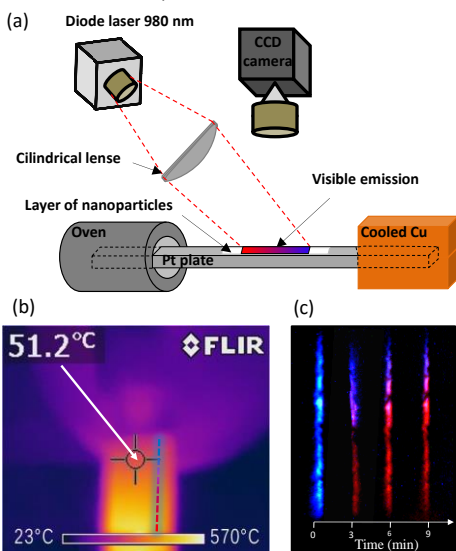 (a)
Diode laser 980 nm
CCD
camera
Cilindrical lense
Visible emission
Layer of nanoparticles
Oven
Cooled Cu
Pt plate
(b)
51.2°C
FLIR
23°C
570°C
(c)
0
3
6
9
Time (min)